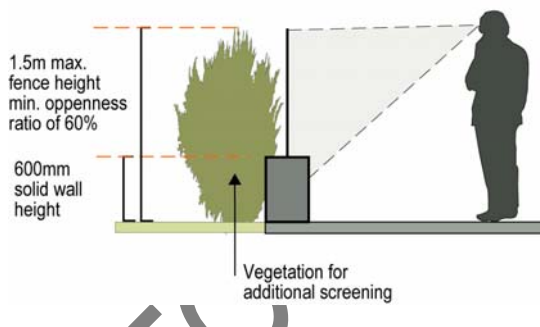 1.5m max.
fence height
min. oppenness
ratio of 60%
600mm
solid wall
height
Vegetation for
additional screening